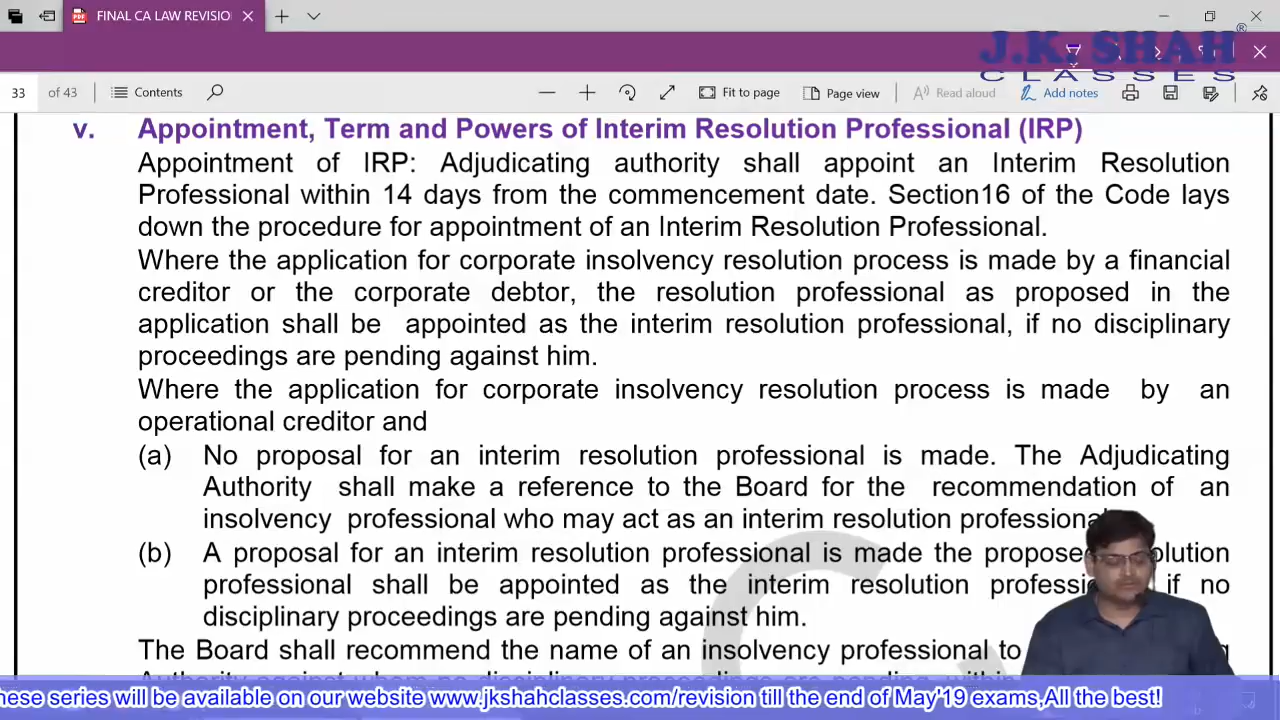 FINAL CA LAW REVISIO
J.K. SHAH ®
CLASSES
33 of 43 Contents Fit to page Page view Read aloud Add notes
v. Appointment, Term and Powers of Interim Resolution Professional (IRP)
Appointment of IRP: Adjudicating authority shall appoint an Interim Resolution
Professional within 14 days from the commencement date. Section16 of the Code lays
down the procedure for appointment of an Interim Resolution Professional.
Where the application for corporate insolvency resolution process is made by a financial
creditor or the corporate debtor, the resolution professional as proposed in the
application shall be appointed as the interim resolution professional, if no disciplinary
proceedings are pending against him.
Where the application for corporate insolvency resolution process is made by an
operational creditor and
(a) No proposal for an interim resolution professional is made. The Adjudicating
Authority shall make a reference to the Board for the recommendation of an
insolvency professional who may act as an interim resolution professional
(b) A proposal for an interim resolution professional is made the propose olution
professional shall be appointed as the interim resolution professi if no
disciplinary proceedings are pending against him.
The Board shall recommend the name of an insolvency professional to
hese series will be available on our website www.jkshahclasses.com/revision till the end of May'19 exams,All the best!